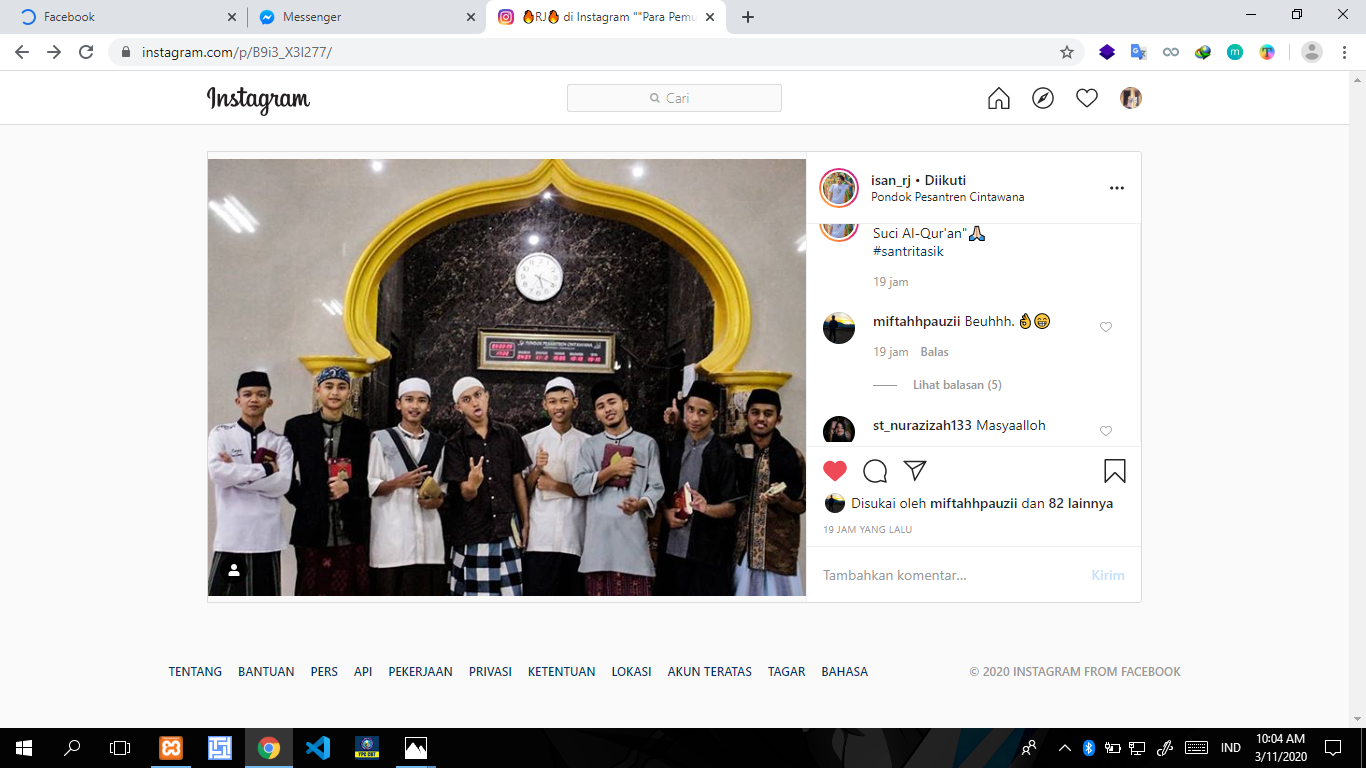 Facebook
Messenger
🔥RJ🔥 di Instagram ""Para Pemu
instagram.com/p/B9i3_X3l277/
Instagram
Cari
isan_rj • Diikuti
Pondok Pesantren Cintawana
Suci Al-Qur'an"🙏🏻
#santritasik
19 jam
miftahhpauzii Beuhhh. 👌😁
19 jam Balas
Lihat balasan (5)
st_nurazizah133 Masyaalloh
Disukai oleh miftahhpauzii dan 82 lainnya
19 JAM YANG LALU
Tambahkan komentar... Kirim
PONDOK PESANTREN CINTAWANA
TENTANG BANTUAN PERS API PEKERJAAN PRIVASI KETENTUAN LOKASI AKUN TERATAS TAGAR BAHASA
© 2020 INSTAGRAM FROM FACEBOOK
IND
10:04 AM
3/11/2020